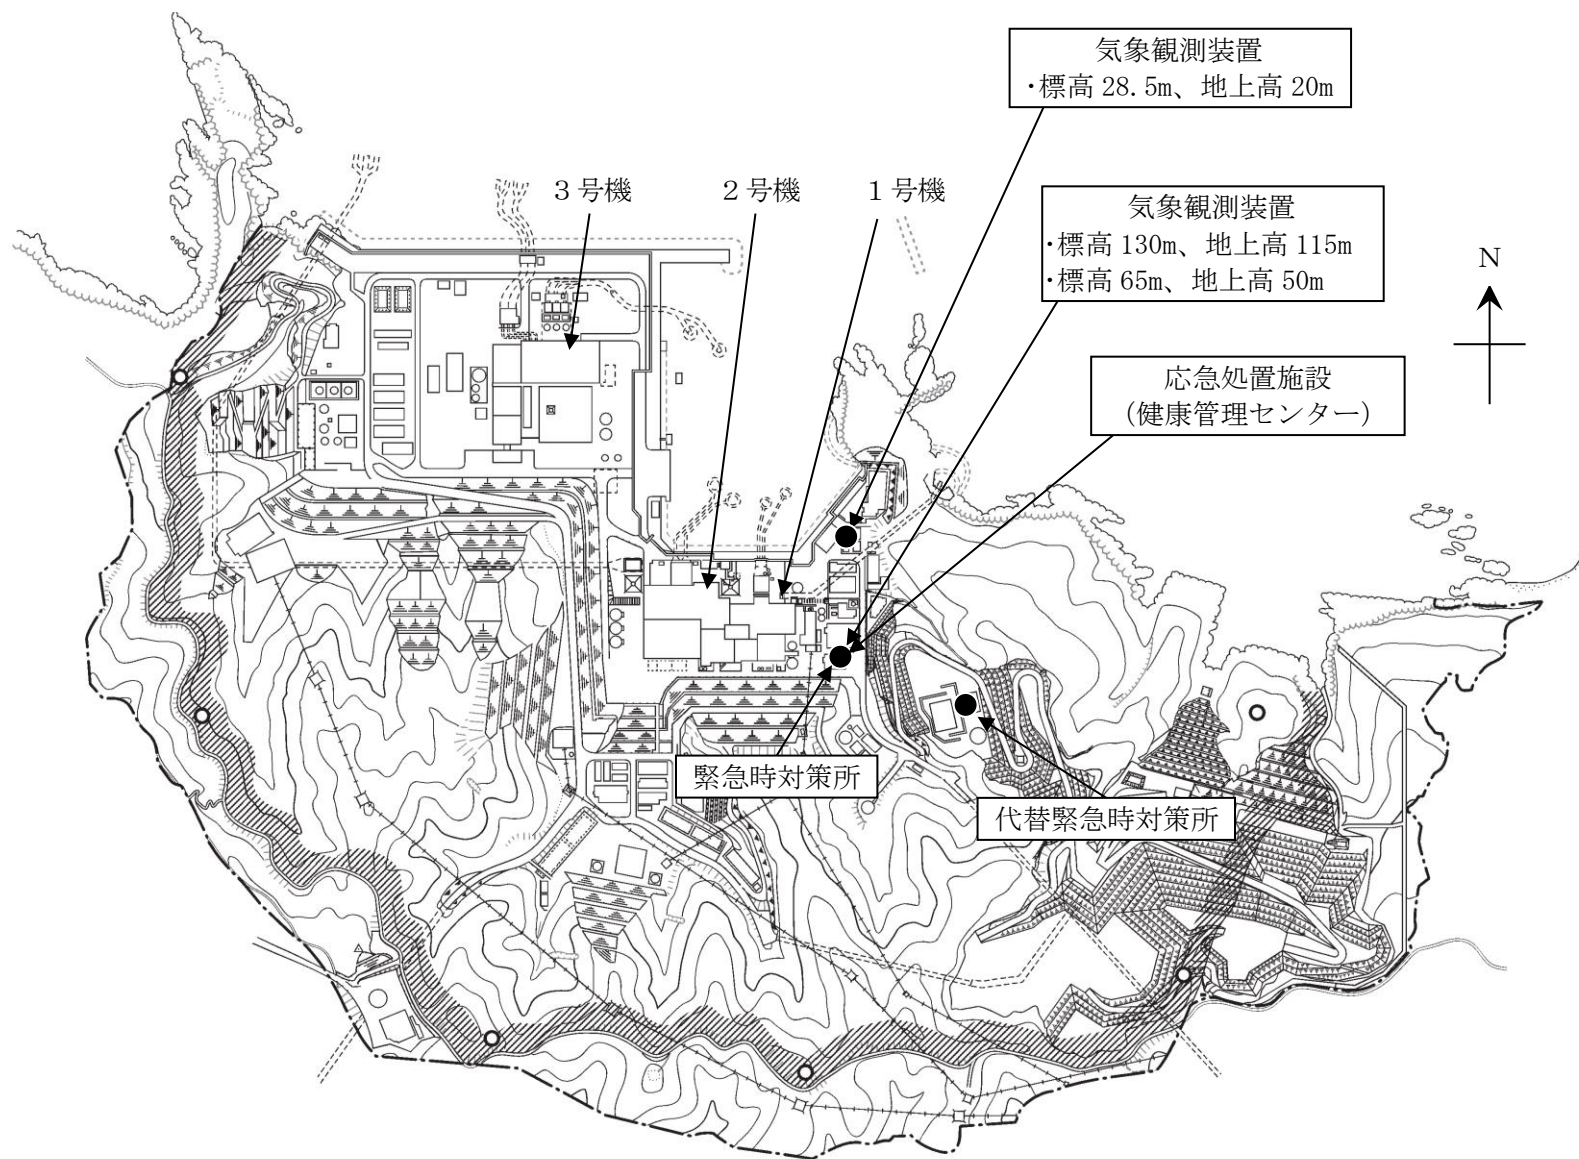 気象観測装置
・標高 28.5m、地上高 20m
3 号機
2 号機
1 号機
気象観測装置
・標高 130m、地上高 115m
・標高 65m、地上高 50m
N
応急処置施設
(健康管理センター)
緊急時対策所
代替緊急時対策所